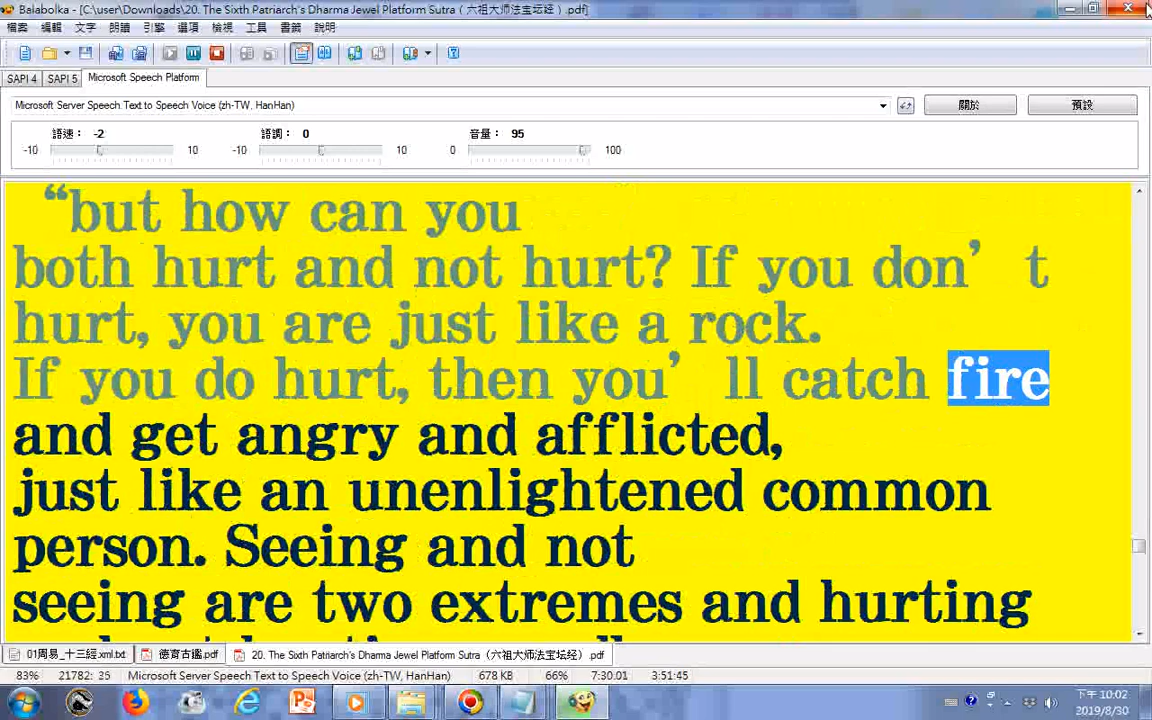 Balabolka - [C:\user\Downloads\20. The Sixth Patriarch's Dharma Jewel Platform Sutra（六祖大师法宝坛经）.pdf]
檔案 編輯 文字 朗讀 引擎 選項 檢視 工具 書籤 說明
SAPI 4 SAPI 5 Microsoft Speech Platform
Microsoft Server Speech Text to Speech Voice (zh-TW, HanHan) 關於 預設
語速： -2 語調： 0 音量： 95
-10 10 -10 10 0 100
“but how can you
both hurt and not hurt? If you don’t
hurt, you are just like a rock.
If you do hurt, then you’ll catch fire
and get angry and afflicted,
just like an unenlightened common
person. Seeing and not
seeing are two extremes and hurting
01周易_十三經.xml.txt 德育古鑑.pdf 20. The Sixth Patriarch's Dharma Jewel Platform Sutra（六祖大师法宝坛经）.pdf
83% 21782: 35 Microsoft Server Speech Text to Speech Voice (zh-TW, HanHan) 678 KB 66% 7:30.01 3:51:45
下午 10:02
2019/8/30